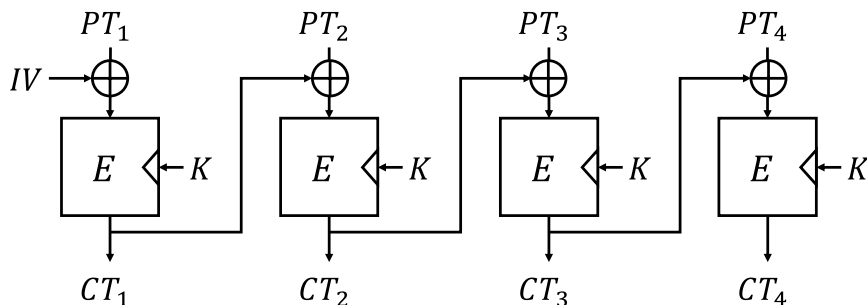 PT₁ PT₂ PT₃ PT₄
IV
E K E K E K E K
CT₁ CT₂ CT₃ CT₄